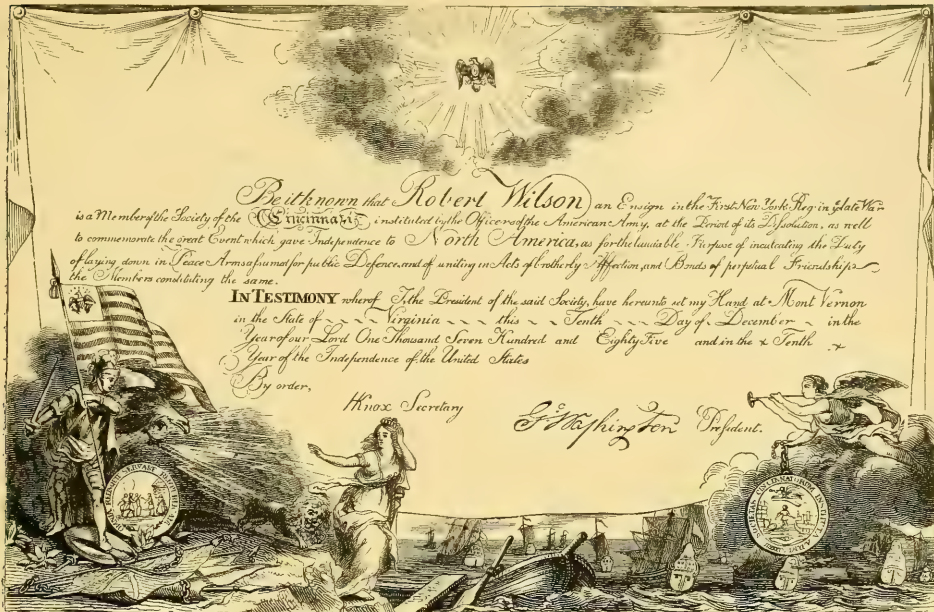 Be it known that Robert Wilson, an Ensign in the First New York Reg: in ye late War
is a Member of the Society of the Cincinnati; instituted by the Officers of the American Army, at the Period of its Dissolution, as well
to commemorate the great Event which gave Independence to North America, as for the laudable Purpose of inculcating the Duty
of laying down in Peace Arms assumed for public Defence, and of uniting in Acts of brotherly Affection, and Bonds of perpetual Friendship
the Members constituting the same.
IN TESTIMONY wherof I, the President of the said Society, have hereunto set my Hand at Mont Vernon
in the State of Virginia this Tenth Day of December in the
Year of our Lord One Thousand Seven Hundred and Eighty Five and in the Tenth
Year of the Independence of the United States
By order,
HKnox Secretary
Go Washington President.